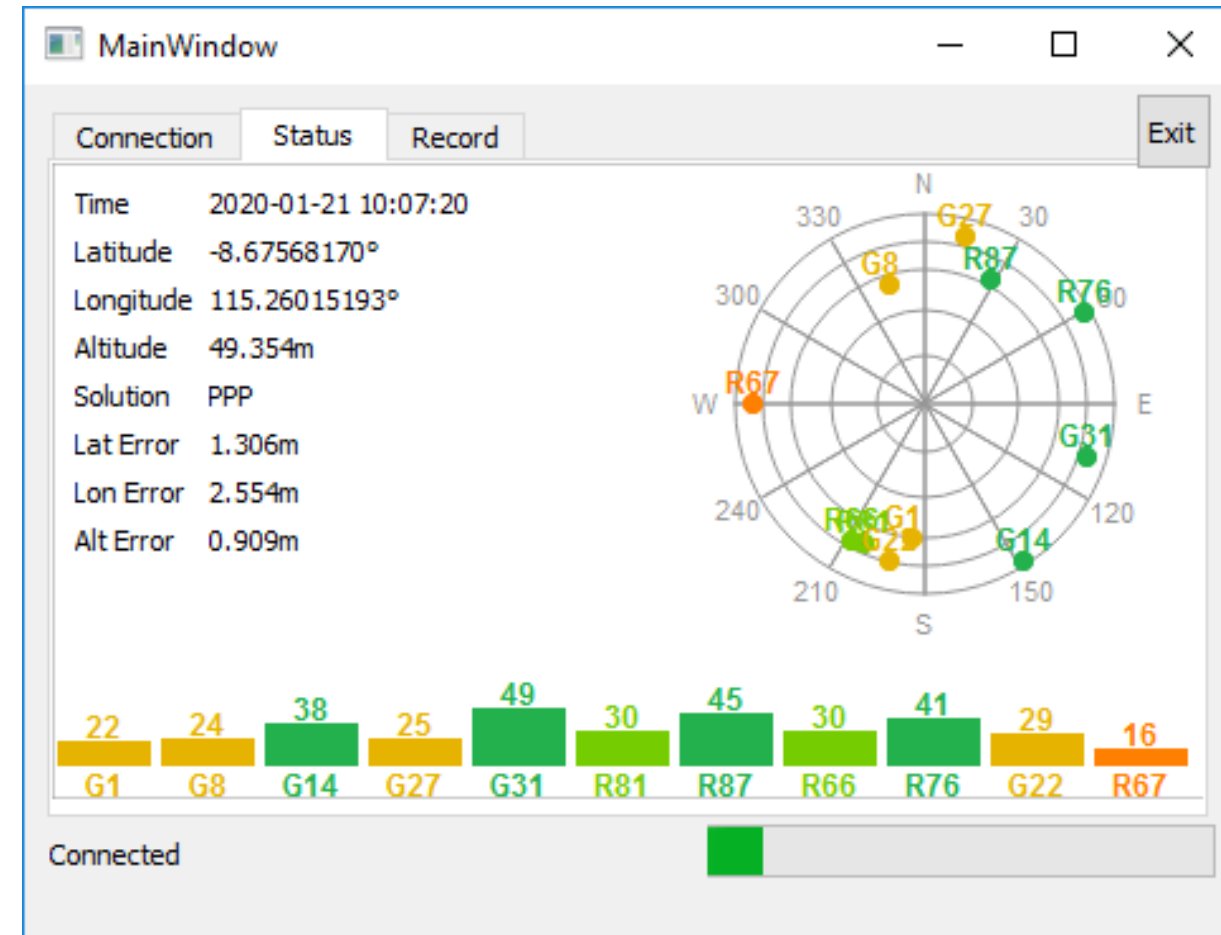 MainWindow
Connection Status Record Exit
Time 2020-01-21 10:07:20
Latitude -8.67568170°
Longitude 115.26015193°
Altitude 49.354m
Solution PPP
Lat Error 1.306m
Lon Error 2.554m
Alt Error 0.909m
N
330 G27 30
G8 R87
300 R76
R67
W E
G31
240 120
R66 G1
G22 G14
210 150
S
22 24 38 25 49 30 45 30 41 29 16
G1 G8 G14 G27 G31 R81 R87 R66 R76 G22 R67
Connected